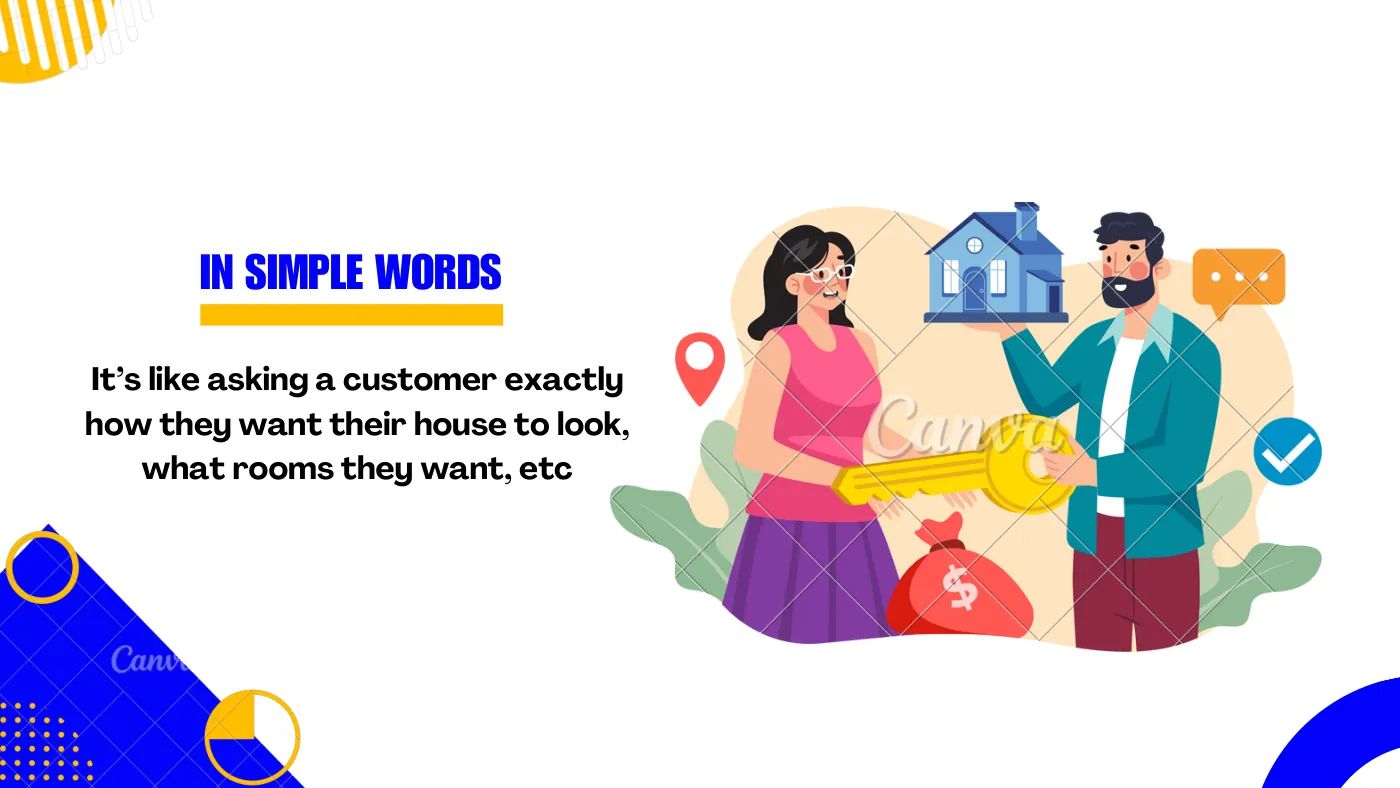 IN SIMPLE WORDS
It's like asking a customer exactly
how they want their house to look,
what rooms they want, etc
Canva
$
Canva